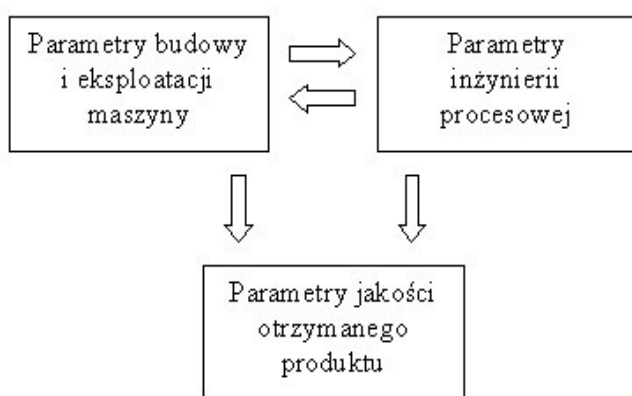 Parametry budowy
i eksploatacji
maszyny
Parametry
inżynierii
procesowej
Parametry jakości
otrzymanego
produktu